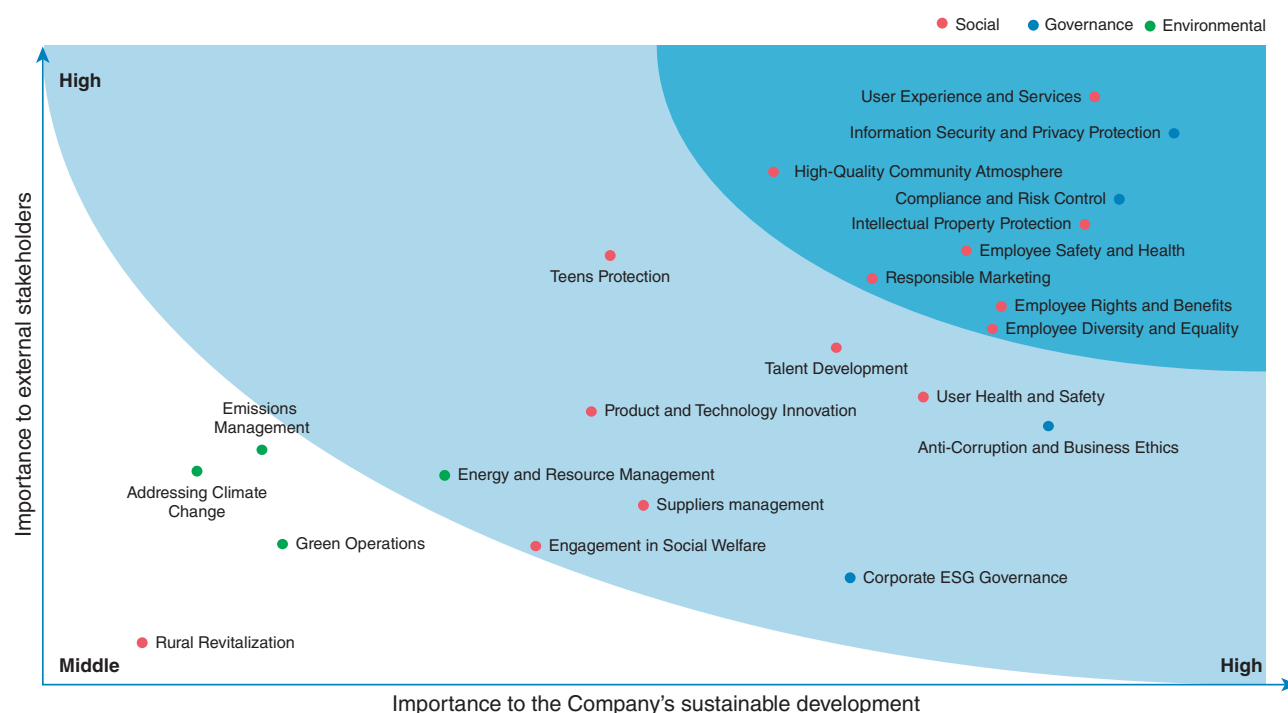 Social
Governance
Environmental
High
User Experience and Services
Information Security and Privacy Protection
High-Quality Community Atmosphere
Compliance and Risk Control
Intellectual Property Protection
Employee Safety and Health
Teens Protection
Responsible Marketing
Employee Rights and Benefits
Employee Diversity and Equality
Talent Development
User Health and Safety
Emissions
Management
Product and Technology Innovation
Anti-Corruption and Business Ethics
Energy and Resource Management
Addressing Climate
Change
Suppliers management
Green Operations
Engagement in Social Welfare
Corporate ESG Governance
Rural Revitalization
Middle
High
Importance to external stakeholders
Importance to the Company’s sustainable development